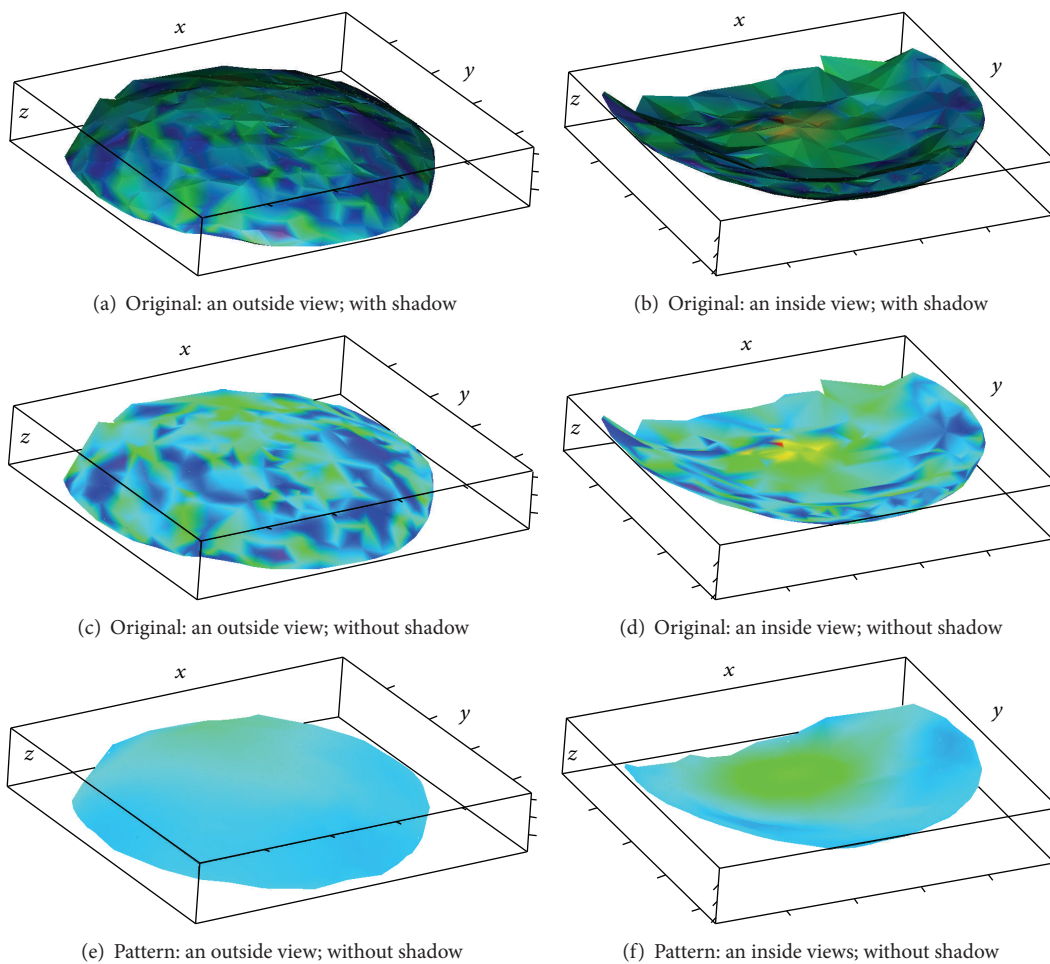 x
y
z
(a) Original: an outside view; with shadow
x
y
z
(b) Original: an inside view; with shadow
x
y
z
(c) Original: an outside view; without shadow
x
y
z
(d) Original: an inside view; without shadow
x
y
z
(e) Pattern: an outside view; without shadow
x
y
z
(f) Pattern: an inside views; without shadow